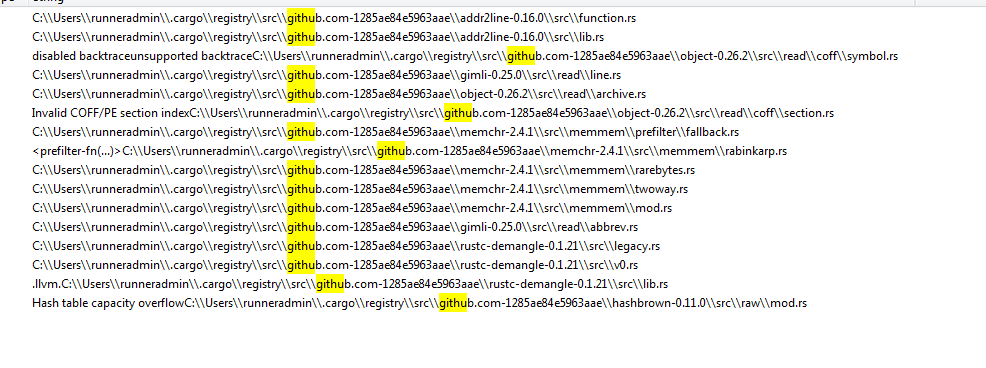 C:\\Users\\runneradmin\\.cargo\\registry\\src\\github.com-1285ae84e5963aae\\addr2line-0.16.0\\src\\function.rs
C:\\Users\\runneradmin\\.cargo\\registry\\src\\github.com-1285ae84e5963aae\\addr2line-0.16.0\\src\\lib.rs
disabled backtraceunsupported backtraceC:\\Users\\runneradmin\\.cargo\\registry\\src\\github.com-1285ae84e5963aae\\object-0.26.2\\src\\read\\coff\\symbol.rs
C:\\Users\\runneradmin\\.cargo\\registry\\src\\github.com-1285ae84e5963aae\\gimli-0.25.0\\src\\read\\line.rs
C:\\Users\\runneradmin\\.cargo\\registry\\src\\github.com-1285ae84e5963aae\\object-0.26.2\\src\\read\\archive.rs
Invalid COFF/PE section indexC:\\Users\\runneradmin\\.cargo\\registry\\src\\github.com-1285ae84e5963aae\\object-0.26.2\\src\\read\\coff\\section.rs
C:\\Users\\runneradmin\\.cargo\\registry\\src\\github.com-1285ae84e5963aae\\memchr-2.4.1\\src\\memmem\\prefilter\\fallback.rs
<prefilter-fn(...)>C:\\Users\\runneradmin\\.cargo\\registry\\src\\github.com-1285ae84e5963aae\\memchr-2.4.1\\src\\memmem\\rabinkarp.rs
C:\\Users\\runneradmin\\.cargo\\registry\\src\\github.com-1285ae84e5963aae\\memchr-2.4.1\\src\\memmem\\rarebytes.rs
C:\\Users\\runneradmin\\.cargo\\registry\\src\\github.com-1285ae84e5963aae\\memchr-2.4.1\\src\\memmem\\twoway.rs
C:\\Users\\runneradmin\\.cargo\\registry\\src\\github.com-1285ae84e5963aae\\memchr-2.4.1\\src\\memmem\\mod.rs
C:\\Users\\runneradmin\\.cargo\\registry\\src\\github.com-1285ae84e5963aae\\gimli-0.25.0\\src\\read\\abbrev.rs
C:\\Users\\runneradmin\\.cargo\\registry\\src\\github.com-1285ae84e5963aae\\rustc-demangle-0.1.21\\src\\legacy.rs
C:\\Users\\runneradmin\\.cargo\\registry\\src\\github.com-1285ae84e5963aae\\rustc-demangle-0.1.21\\src\\v0.rs
.llvm.C:\\Users\\runneradmin\\.cargo\\registry\\src\\github.com-1285ae84e5963aae\\rustc-demangle-0.1.21\\src\\lib.rs
Hash table capacity overflowC:\\Users\\runneradmin\\.cargo\\registry\\src\\github.com-1285ae84e5963aae\\hashbrown-0.11.0\\src\\raw\\mod.rs